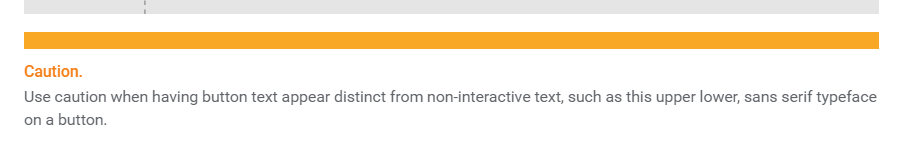 Caution.
Use caution when having button text appear distinct from non-interactive text, such as this upper lower, sans serif typeface
on a button.